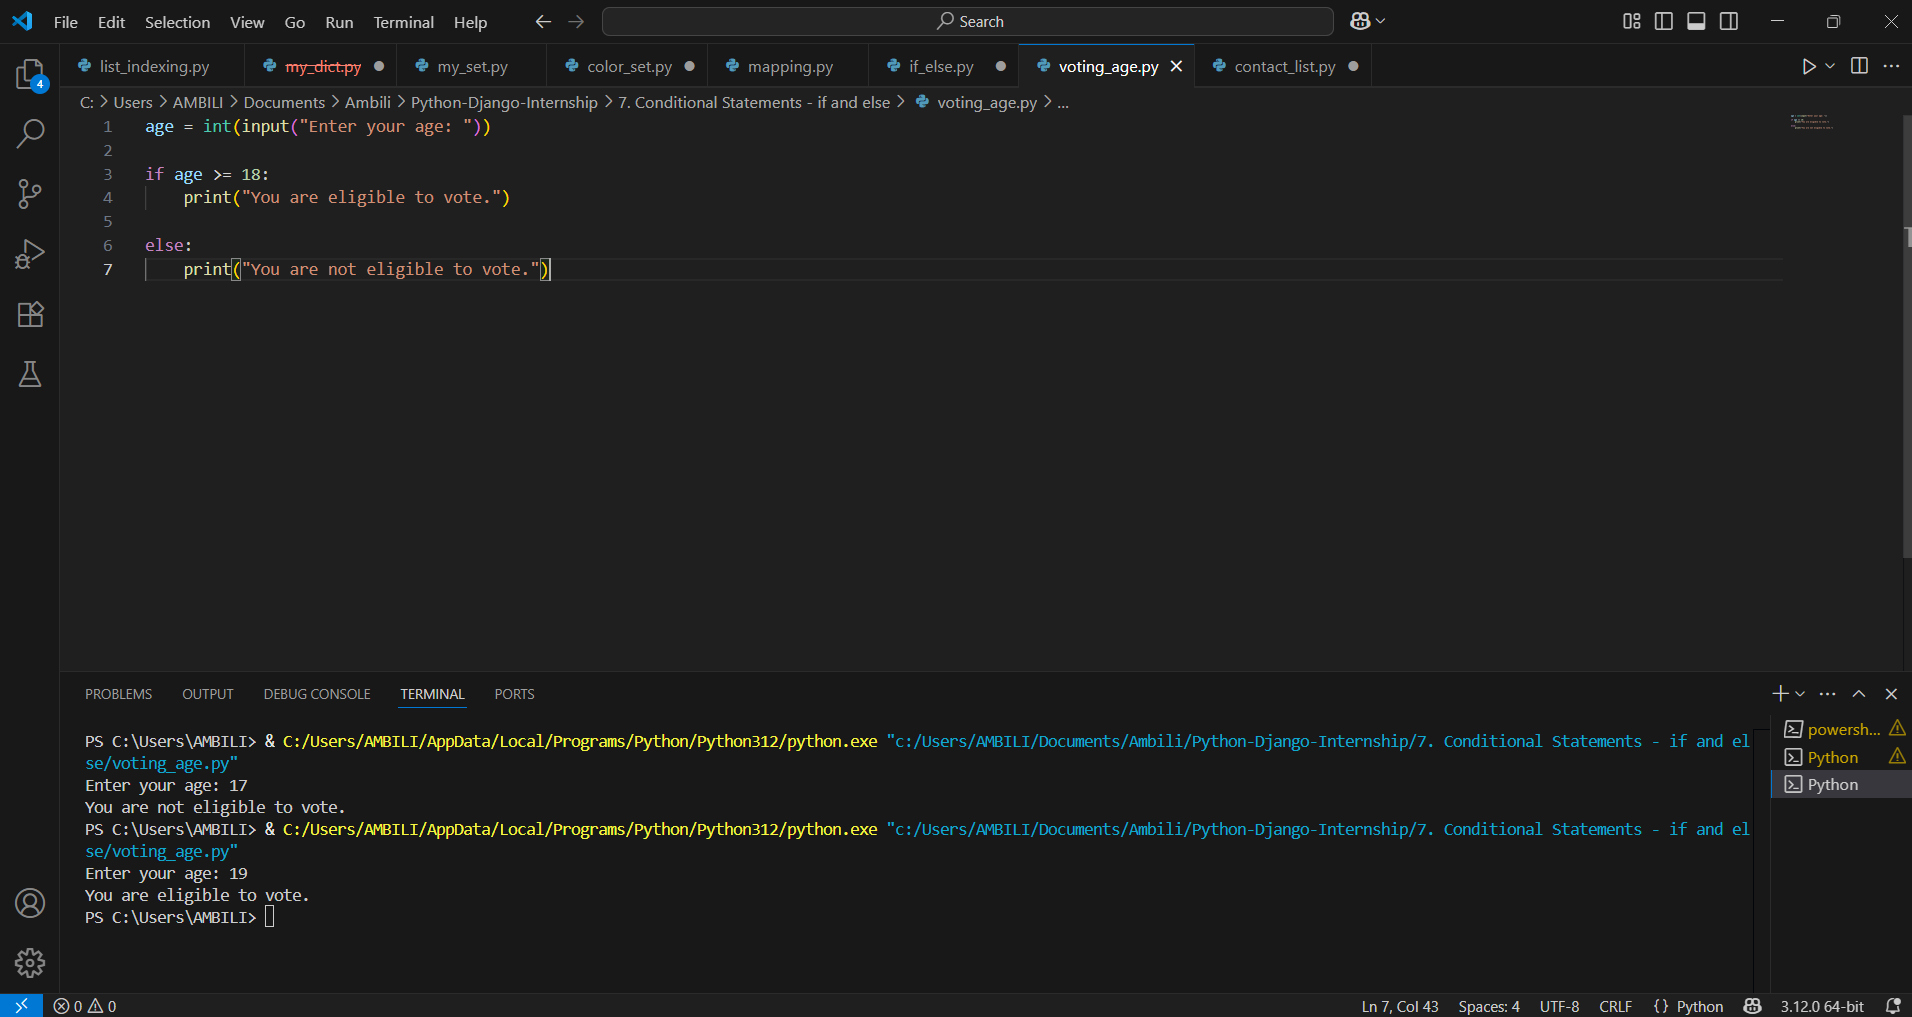 File Edit Selection View Go Run Terminal Help Search
4
list_indexing.py my_dict.py my_set.py color_set.py mapping.py if_else.py voting_age.py contact_list.py
C: > Users > AMBILI > Documents > Ambili > Python-Django-Internship > 7. Conditional Statements - if and else > voting_age.py > ...
1 age = int(input("Enter your age: "))
2
3 if age >= 18:
4     print("You are eligible to vote.")
5
6 else:
7     print("You are not eligible to vote.")
PROBLEMS OUTPUT DEBUG CONSOLE TERMINAL PORTS
PS C:\Users\AMBILI> & C:/Users/AMBILI/AppData/Local/Programs/Python/Python312/python.exe "c:/Users/AMBILI/Documents/Ambili/Python-Django-Internship/7. Conditional Statements - if and el
se/voting_age.py"
Enter your age: 17
You are not eligible to vote.
PS C:\Users\AMBILI> & C:/Users/AMBILI/AppData/Local/Programs/Python/Python312/python.exe "c:/Users/AMBILI/Documents/Ambili/Python-Django-Internship/7. Conditional Statements - if and el
se/voting_age.py"
Enter your age: 19
You are eligible to vote.
PS C:\Users\AMBILI>
powersh...
Python
Python
0 0 Ln 7, Col 43 Spaces: 4 UTF-8 CRLF {} Python 3.12.0 64-bit